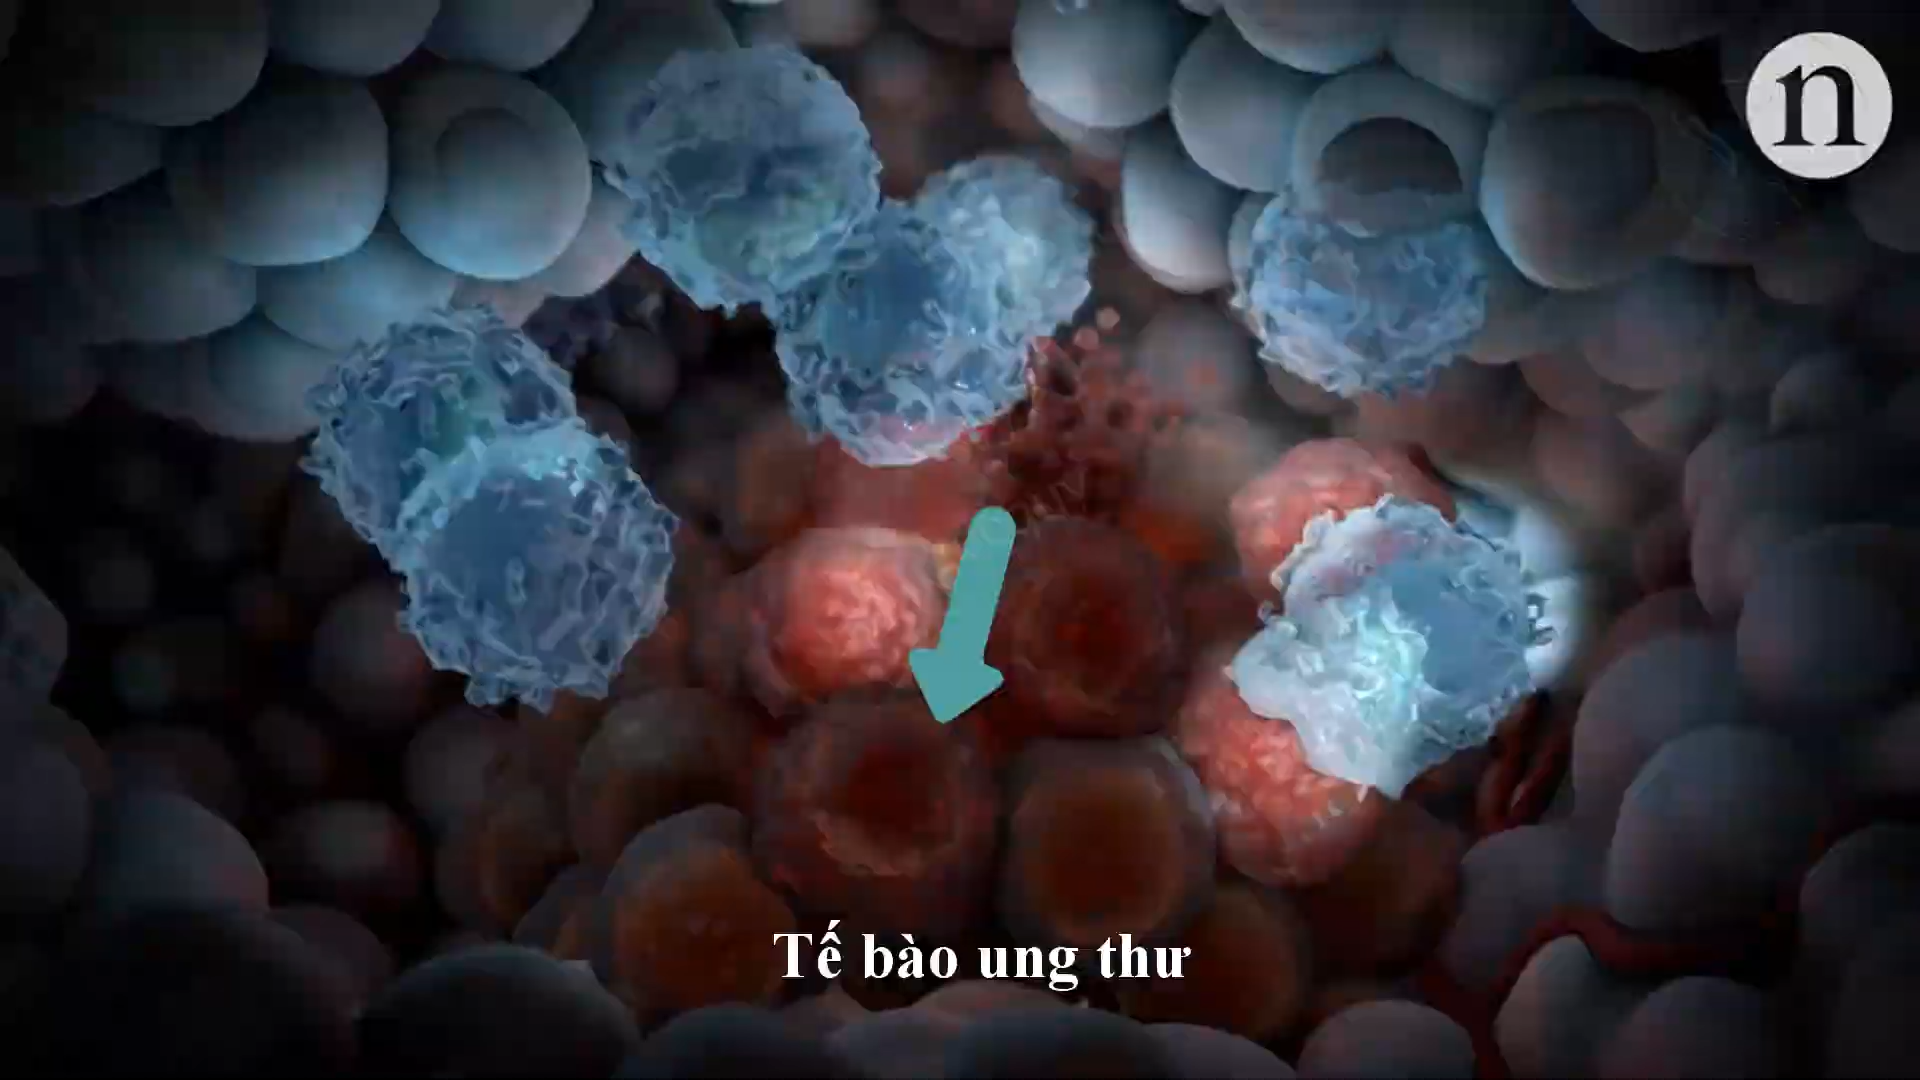 n
Tế bào ung thư